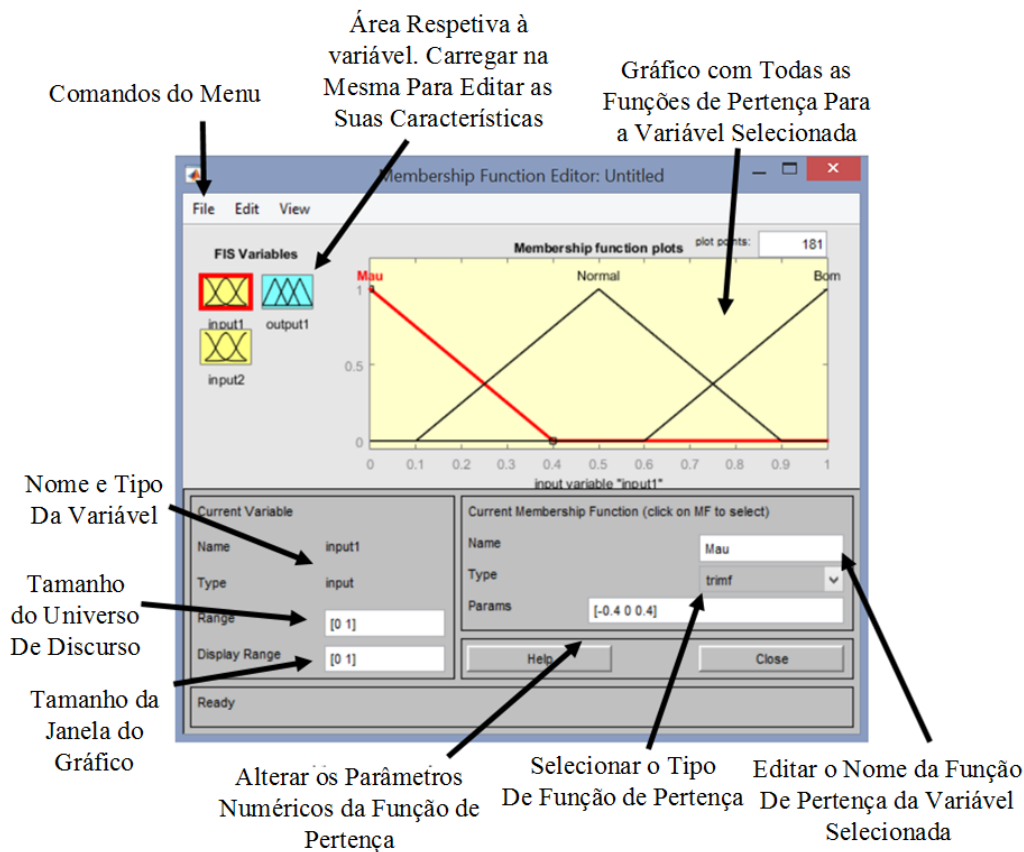 Comandos do Menu
Área Respetiva à
variável. Carregar na
Mesma Para Editar as
Suas Características
Gráfico com Todas as
Funções de Pertença Para
a Variável Selecionada
Membership Function Editor: Untitled
File Edit View
FIS Variables
input1
output1
input2
Membership function plots
plot points:
181
Mau
Normal
Bom
1
0.5
0
0 0.1 0.2 0.3 0.4 0.5 0.6 0.7 0.8 0.9 1
input variable "input1"
Nome e Tipo
Da Variável
Tamanho
do Universo
De Discurso
Tamanho da
Janela do
Gráfico
Current Variable
Name input1
Type input
Range [0 1]
Display Range [0 1]
Current Membership Function (click on MF to select)
Name Mau
Type trimf
Params [-0.4 0 0.4]
Help
Close
Ready
Alterar os Parâmetros
Numéricos da Função de
Pertença
Selecionar o Tipo
De Função de Pertença
Editar o Nome da Função
De Pertença da Variável
Selecionada